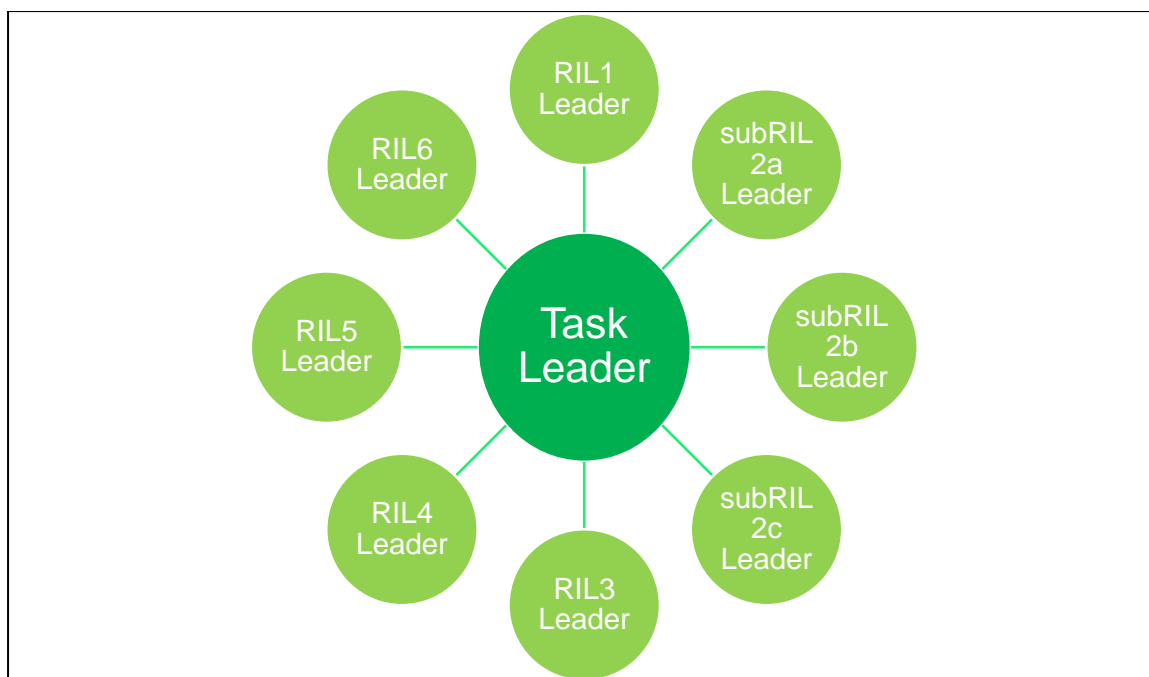 RIL1
Leader
subRIL
2a
Leader
subRIL
2b
Leader
subRIL
2c
Leader
RIL3
Leader
RIL4
Leader
RIL5
Leader
RIL6
Leader
Task
Leader